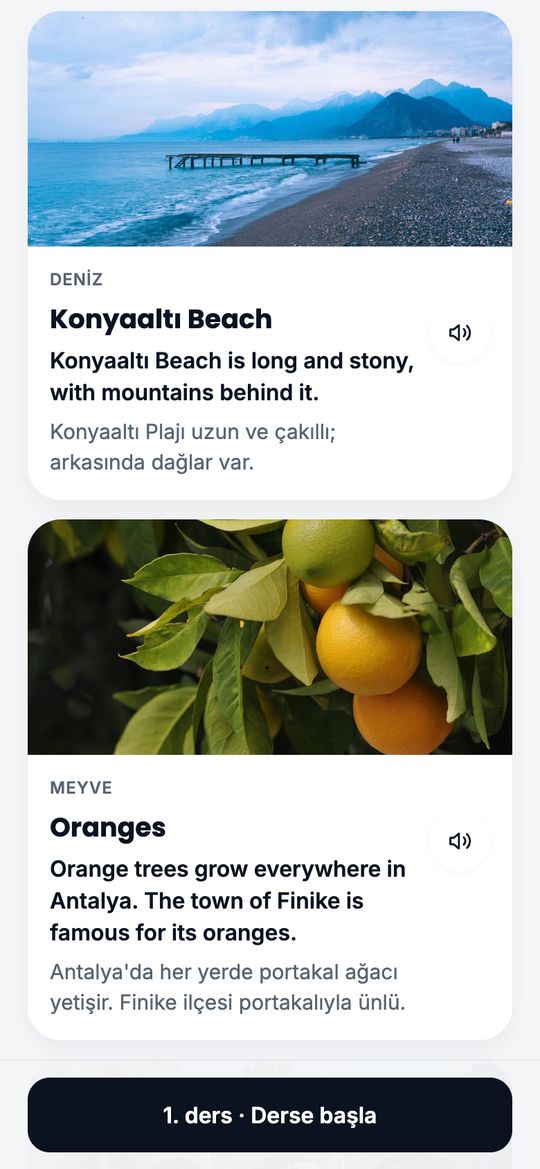 DENİZ
Konyaaltı Beach
Konyaaltı Beach is long and stony,
with mountains behind it.
Konyaaltı Plajı uzun ve çakıllı;
arkasında dağlar var.
MEYVE
Oranges
Orange trees grow everywhere in
Antalya. The town of Finike is
famous for its oranges.
Antalya'da her yerde portakal ağacı
yetişir. Finike ilçesi portakalıyla ünlü.
1. ders · Derse başla